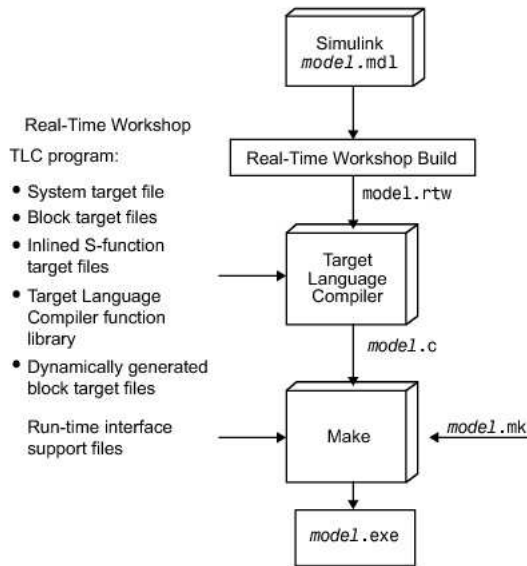 Simulink
model.mdl
Real-Time Workshop
Real-Time Workshop Build
TLC program:
model.rtw
• System target file
• Block target files
• Inlined S-function
target files
Target
Language
Compiler
• Target Language
Compiler function
library
model.c
• Dynamically generated
block target files
Run-time interface
support files
Make
model.mk
model.exe